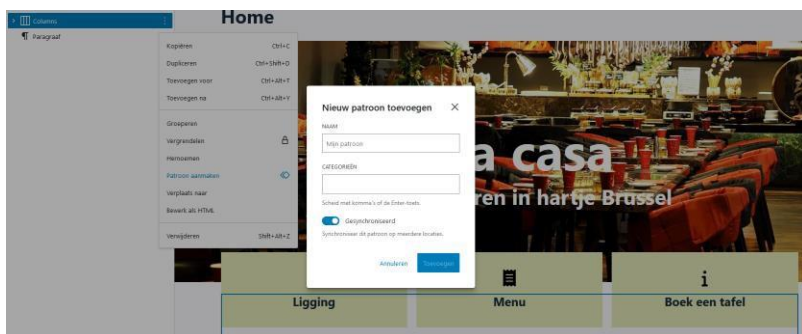 Columns
Paragraaf
Home
Kopiëren Ctrl+C
Dupliceren Ctrl+Shift+D
Toevoegen voor Ctrl+Alt+T
Toevoegen na Ctrl+Alt+Y
Groeperen
Vergrendelen
Hernoemen
Patroon aanmaken
Verplaats naar
Bewerk als HTML
Verwijderen Shift+Alt+Z
Nieuw patroon toevoegen
NAAM
Mijn patroon
CATEGORIEËN
Scheid met komma's of de Enter-toets.
Gesynchroniseerd
Synchroniseer dit patroon op meerdere locaties.
Annuleren Toevoegen
a casa
ren in hartje Brussel
Ligging
Menu
Boek een tafel